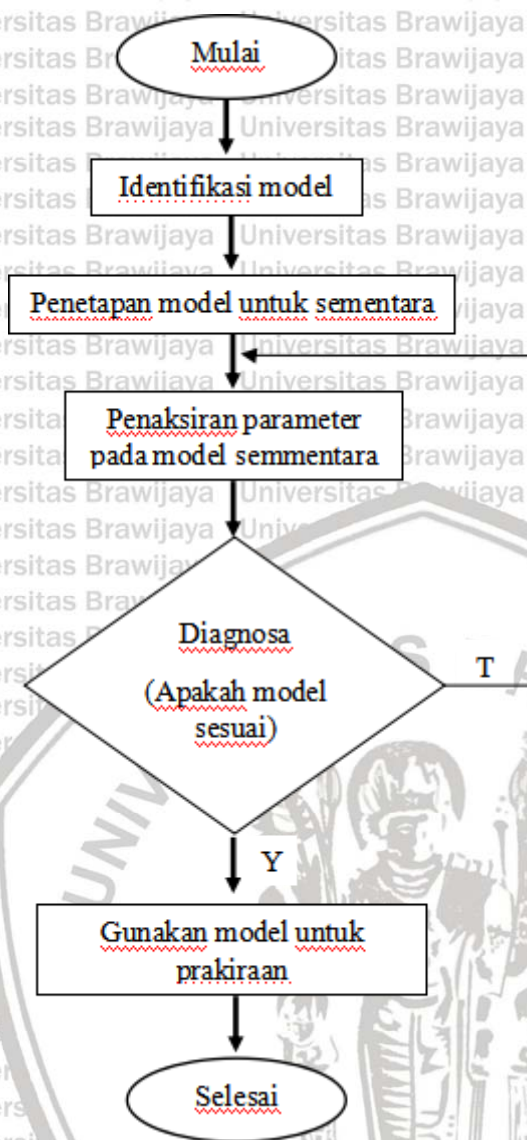 Mulai
Identifikasi model
Penetapan model untuk sementara
Penaksiran parameter
pada model semmentara
Diagnosa
(Apakah model
sesuai)
T
Y
Gunakan model untuk
prakiraan
Selesai